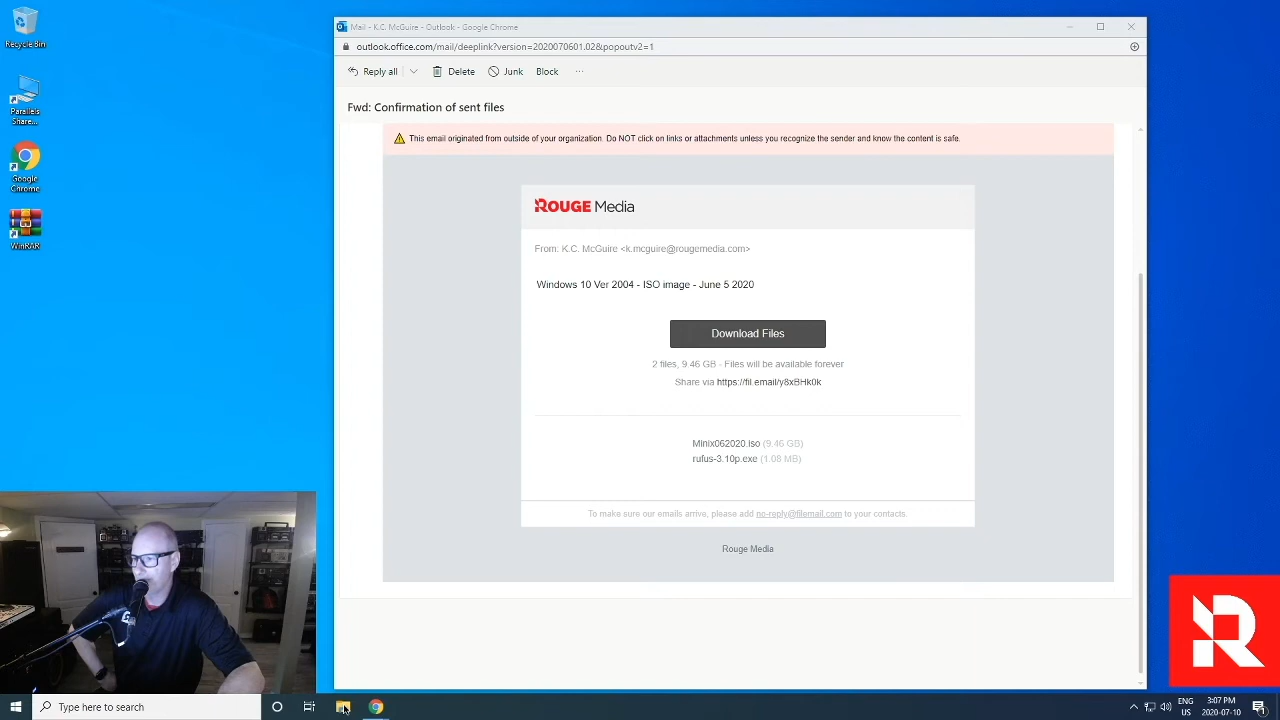 Recycle Bin
Parallels
Share...
Google
Chrome
WinRAR
Mail - K.C. McGuire - Outlook - Google Chrome
outlook.office.com/mail/deeplink?version=2020070601.02&popoutv2=1
Reply all
Delete
Junk
Block
...
Fwd: Confirmation of sent files
This email originated from outside of your organization. Do NOT click on links or attachments unless you recognize the sender and know the content is safe.
ROUGE Media
From: K.C. McGuire <k.mcguire@rougemedia.com>
Windows 10 Ver 2004 - ISO image - June 5 2020
Download Files
2 files, 9.46 GB - Files will be available forever
Share via https://fil.email/y8xBHk0k
Minix062020.iso (9.46 GB)
rufus-3.10p.exe (1.08 MB)
To make sure our emails arrive, please add no-reply@filemail.com to your contacts.
Rouge Media
R
Type here to search
ENG
US
3:07 PM
2020-07-10
1